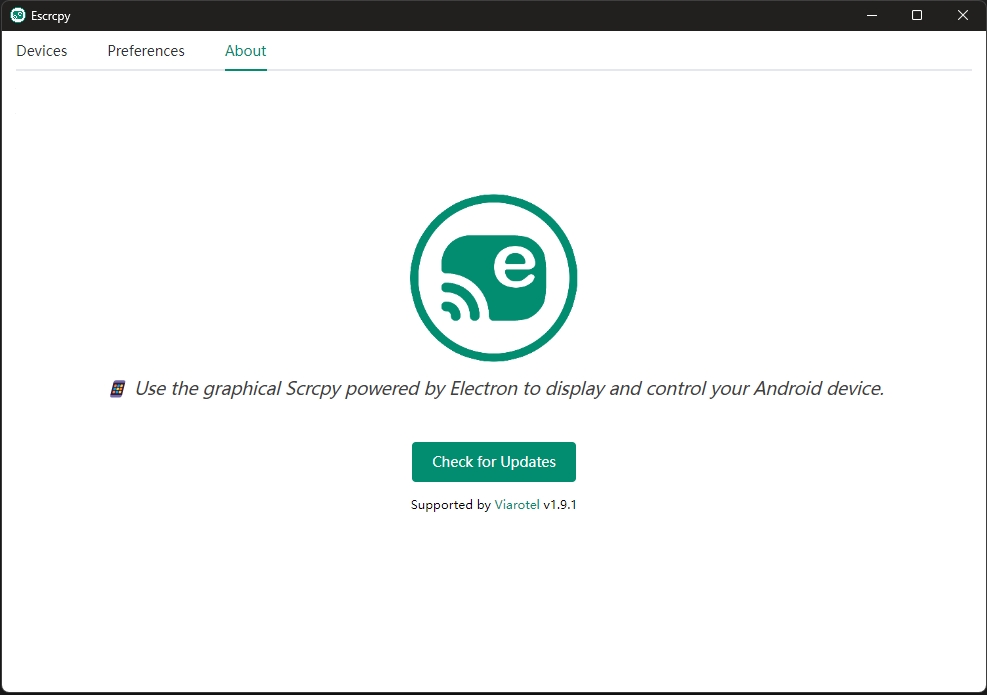 Escrcpy
Devices Preferences About
e
Use the graphical Scrcpy powered by Electron to display and control your Android device.
Check for Updates
Supported by Viarotel v1.9.1